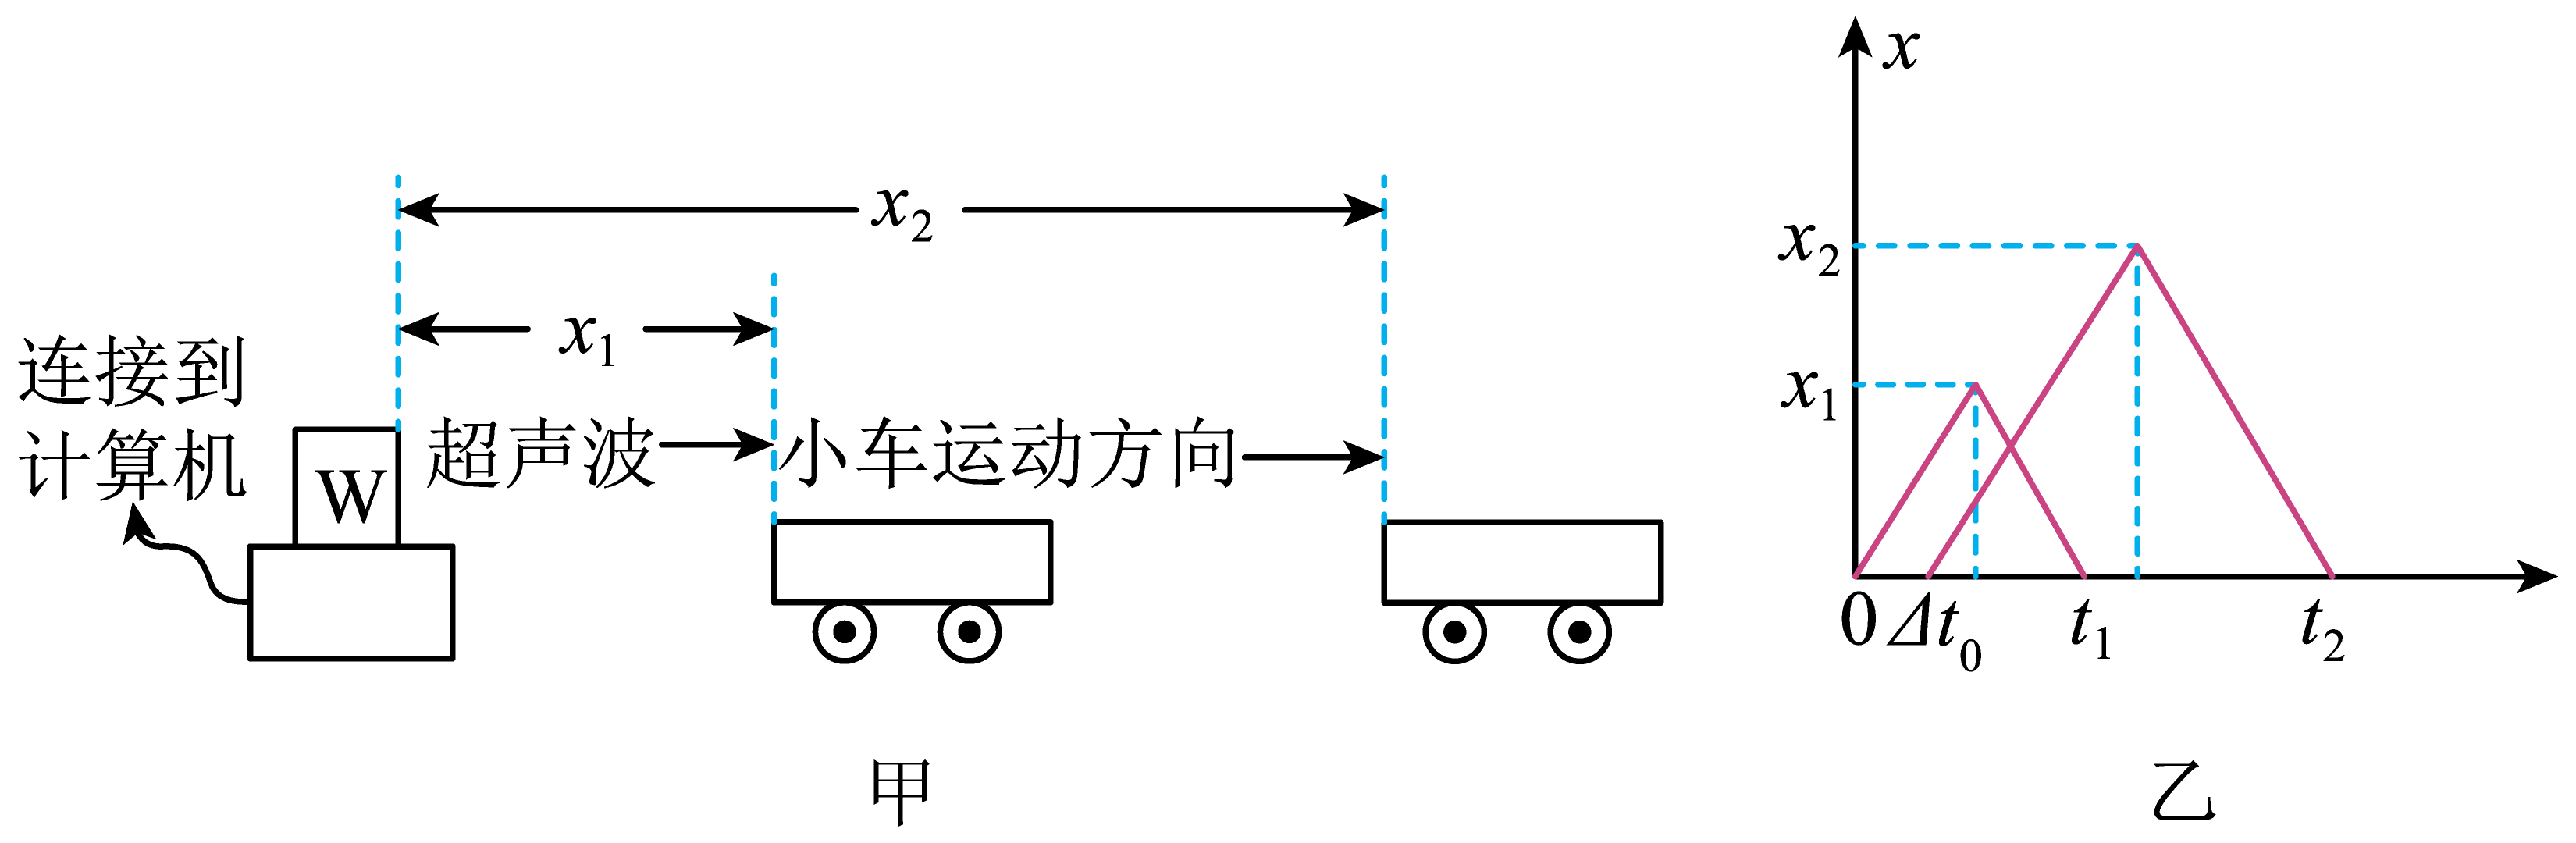 x₂
x₁
连接到
计算机
W
超声波
小车运动方向
甲
x
x₂
x₁
0
Δt₀
t₁
t₂
乙